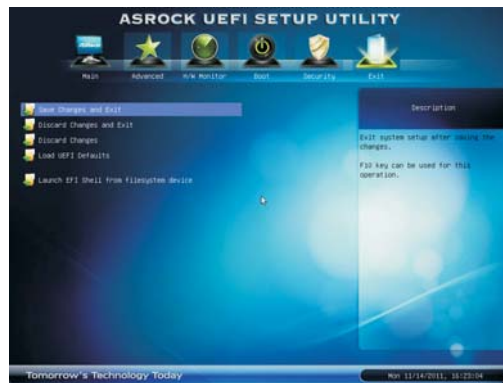 ASROCK UEFI SETUP UTILITY
Main Advanced H/W Monitor Boot Security Exit
Save Changes and Exit
Discard Changes and Exit
Discard Changes
Load UEFI Defaults
Launch EFI Shell from filesystem device
Description
Exit system setup after saving the
changes.
F10 key can be used for this
operation.
Tomorrow's Technology Today
Mon 11/14/2011, 16:23:04